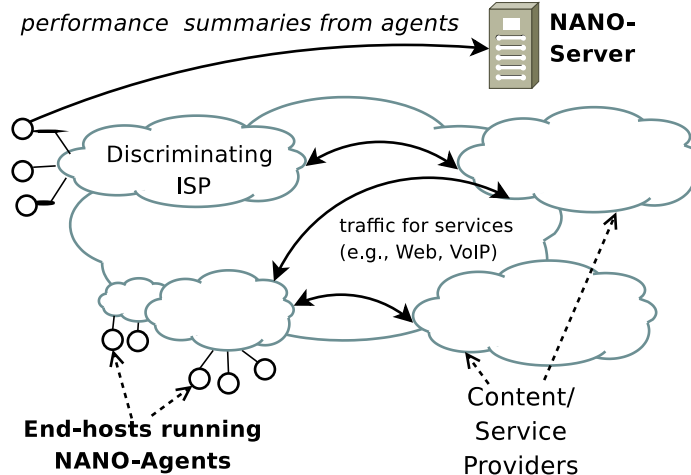 performance summaries from agents
NANO-
Server
Discriminating
ISP
traffic for services
(e.g., Web, VoIP)
End-hosts running
NANO-Agents
Content/
Service
Providers